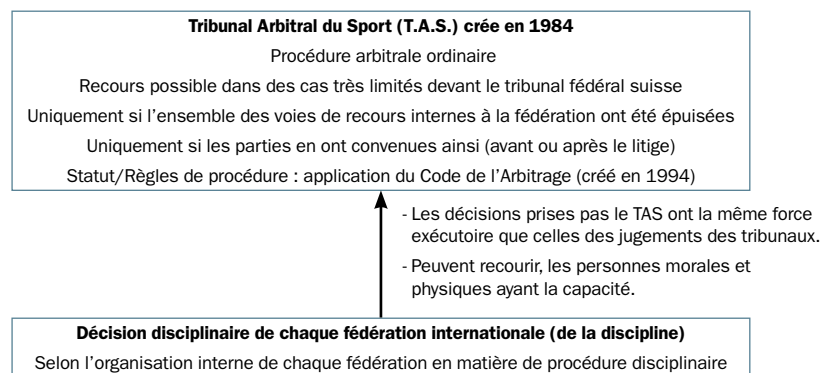 Tribunal Arbitral du Sport (T.A.S.) crée en 1984
Procédure arbitrale ordinaire
Recours possible dans des cas très limités devant le tribunal fédéral suisse
Uniquement si l'ensemble des voies de recours internes à la fédération ont été épuisées
Uniquement si les parties en ont convenues ainsi (avant ou après le litige)
Statut/Règles de procédure : application du Code de l'Arbitrage (créé en 1994)
- Les décisions prises pas le TAS ont la même force
exécutoire que celles des jugements des tribunaux.
- Peuvent recourir, les personnes morales et
physiques ayant la capacité.
Décision disciplinaire de chaque fédération internationale (de la discipline)
Selon l'organisation interne de chaque fédération en matière de procédure disciplinaire